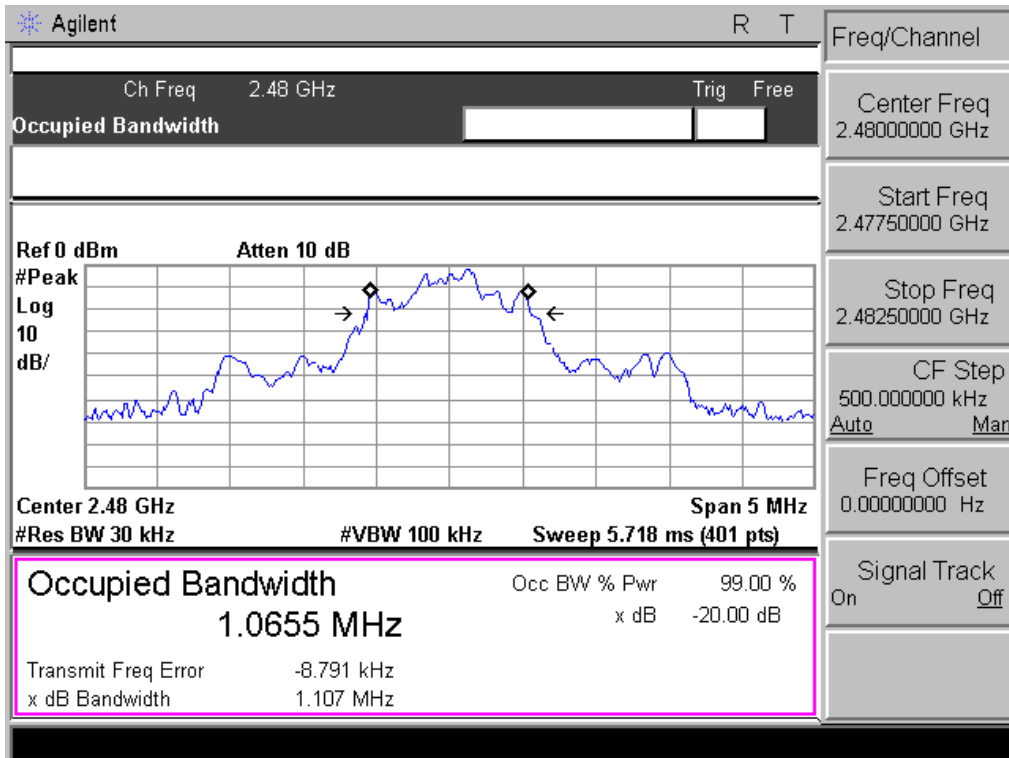 Agilent R T
Ch Freq 2.48 GHz Trig Free
Occupied Bandwidth
Ref 0 dBm Atten 10 dB
#Peak
Log
10
dB/
Center 2.48 GHz Span 5 MHz
#Res BW 30 kHz #VBW 100 kHz Sweep 5.718 ms (401 pts)
Occupied Bandwidth
1.0655 MHz
Occ BW % Pwr 99.00 %
x dB -20.00 dB
Transmit Freq Error -8.791 kHz
x dB Bandwidth 1.107 MHz
Freq/Channel
Center Freq
2.48000000 GHz
Start Freq
2.47750000 GHz
Stop Freq
2.48250000 GHz
CF Step
500.000000 kHz
Auto Man
Freq Offset
0.00000000 Hz
Signal Track
On Off